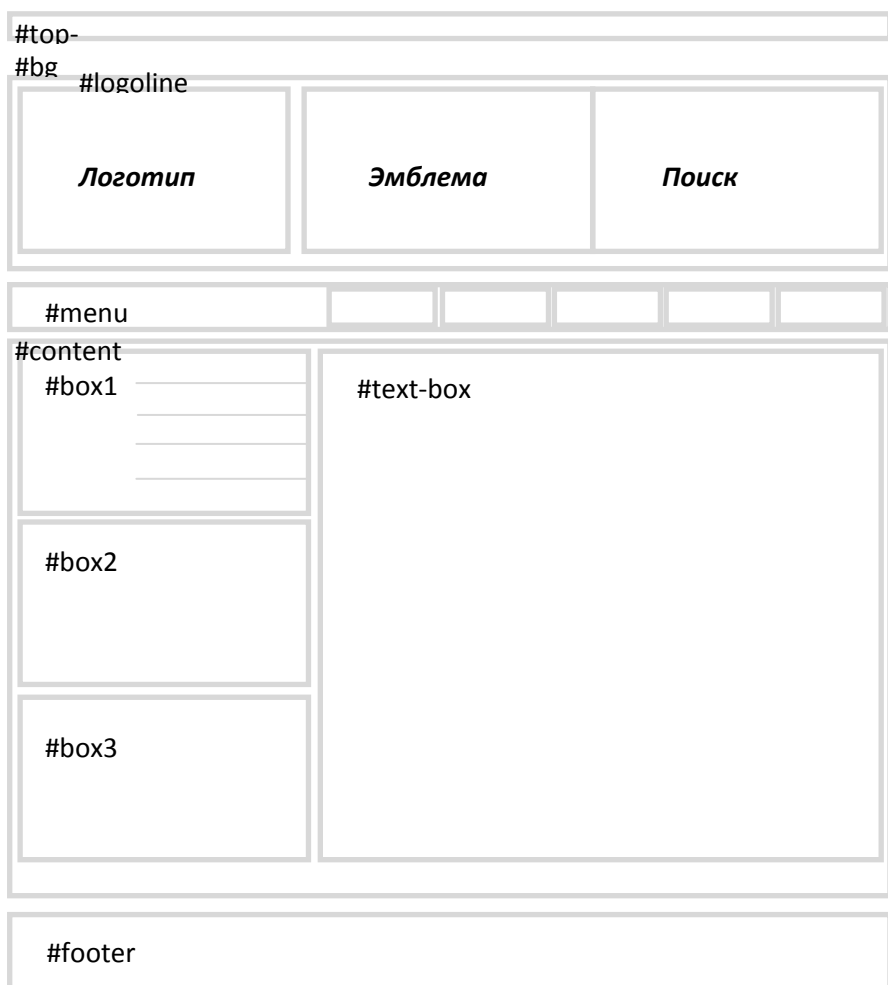 #top-
#bg
#logoline
Логотип
Эмблема
Поиск
#menu
#content
#box1
#text-box
#box2
#box3
#footer